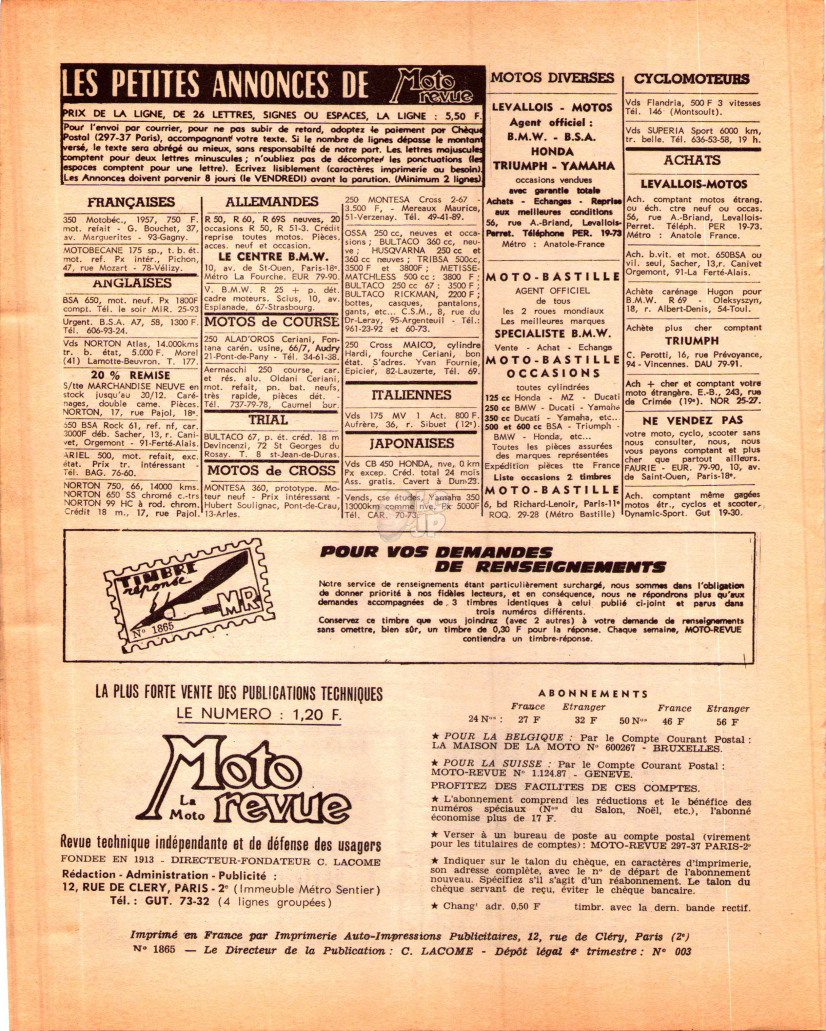 LES PETITES ANNONCES DE Moto revue
PRIX DE LA LIGNE, DE 26 LETTRES, SIGNES OU ESPACES, LA LIGNE : 5,50 F.
Pour l'envoi par courrier, pour ne pas subir de retard, adoptez le paiement par Chèque
Postal (297-37 Paris), accompagnant votre texte. Si le nombre de lignes dépasse le montant
versé, le texte sera abrégé au mieux, sans responsabilité de notre part. Les lettres majuscules
comptent pour deux lettres minuscules ; n'oubliez pas de décompter les ponctuations (les
espaces comptent pour une lettre). Ecrivez lisiblement (caractères imprimerie au besoin).
Les Annonces doivent parvenir 8 jours (le VENDREDI) avant la parution. (Minimum 2 lignes)
FRANÇAISES
350 Motobéc., 1957, 750 F.
mot. refait - G. Bouchet, 37,
av. Marguerites - 93-Gagny.
MOTOBECANE 175 sp., t. b. ét.
mot. ref. Px intér., Pichon,
47, rue Mozart - 78-Vélizy.
ANGLAISES
BSA 650, mot. neuf. Px 1800F
compt. Tél. le soir MIR. 25-93
Urgent. B.S.A. A7, 58, 1300 F.
Tél. 606-93-24.
Vds NORTON Atlas, 14.000kms
tr. b. état, 5.000 F. Morel
(41) Lamotte-Beuvron. T. 177.
20 % REMISE
S/tte MARCHANDISE NEUVE en
stock jusqu'au 30/12. Caré-
nages, double came. Pièces.
NORTON, 17, rue Pajol, 18e.
650 BSA Rock 61, ref. nf, car.
3000F déb. Sacher, 13, r. Cani-
vet, Orgemont - 91-Ferté-Alais.
ARIEL 500, mot. refait, exc.
état. Prix tr. intéressant -
Tél. BAG. 76-60.
NORTON 750, 66, 14000 kms.
NORTON 650 SS chromé c.-trs
NORTON 99 HC à rod. chrom.
Crédit 18 m., 17, rue Pajol.
ALLEMANDES
R 50, R 60, R 69S neuves, 20
occasions R 50, R 51-3. Crédit
reprise toutes motos. Pièces,
acces. neuf et occasion.
LE CENTRE B.M.W.
10, av. de St-Ouen, Paris-18e.
Métro La Fourche. EUR 79-90.
V. B.M.W. R 25 + p. dét.
cadre moteurs. Scius, 10, av.
Esplanade, 67-Strasbourg.
MOTOS de COURSE
250 ALAD'OROS Ceriani, Fon-
tana carén. usine, 66/7, Audry
21-Pont-de-Pany - Tél. 34-61-38.
Aermacchi 250 course, car.
et rés. alu. Oldani Ceriani,
mot. refait, pn. bat. neufs,
très rapide, pièces dét. -
Tél. 737-79-78, Caumel bur.
TRIAL
BULTACO 67, p. ét. créd. 18 m
Devincenzi, 72 St Georges du
Rosay. T. 8 st-Jean-de-Duras.
MOTOS de CROSS
MONTESA 360, prototype. Mo-
teur neuf - Prix intéressant -
Hubert Soulignac, Pont-de-Crau,
13-Arles.
250 MONTESA Cross 2-67 -
3.500 F, - Mereaux Maurice,
51-Verzenay. Tél. 49-41-89.
OSSA 250 cc, neuves et occa-
sions ; BULTACO 360 cc, neu-
ve ; HUSQVARNA 250 cc et
360 cc neuves ; TRIBSA 500cc,
3500 F et 3800F ; METISSE-
MATCHLESS 500 cc : 3800 F ;
BULTACO 250 cc 67 : 3500 F ;
BULTACO RICKMAN, 2200 F ;
bottes, casques, pantalons,
gants, etc... C.S.M., 8, rue du
Dr-Leray, 95-Argenteuil - Tél.:
961-23-92 et 60-73.
250 Cross MAICO, cylindre
Hardi, fourche Ceriani, bon
état. S'adres. Yvan Fournie,
Epicier, 82-Lauzerte, Tél. 69.
ITALIENNES
Vds 175 MV 1 Act. 800 F.
Aufrère, 36, r. Sibuet (12e).
JAPONAISES
Vds CB 450 HONDA, nve, 0 km
Px excep. Créd. total 24 mois
Ass. gratis. Cavert à Dum-23.
Vends, cse études, Yamaha 350
13000km comme nve. Px 5000F
Tél. CAR. 70-73
MOTOS DIVERSES
LEVALLOIS - MOTOS
Agent officiel :
B.M.W. - B.S.A.
HONDA
TRIUMPH - YAMAHA
occasions vendues
avec garantie totale
Achats - Echanges - Reprise
aux meilleures conditions
56, rue A.-Briand, Levallois-
Perret. Téléphone PER. 19-73
Métro : Anatole-France
MOTO-BASTILLE
AGENT OFFICIEL
de tous
les 2 roues mondiaux
Les meilleures marques
SPECIALISTE B.M.W.
Vente - Achat - Echange
MOTO-BASTILLE
OCCASIONS
toutes cylindrées
125 cc Honda - MZ - Ducati
250 cc BMW - Ducati - Yamaha
350 cc Ducati - Yamaha, etc...
500 et 600 cc BSA - Triumph -
BMW - Honda, etc...
Toutes les pièces assurées
des marques représentées
Expédition pièces tte France
Liste occasions 2 timbres
MOTO-BASTILLE
6, bd Richard-Lenoir, Paris-11e
ROQ. 29-28 (Métro Bastille)
CYCLOMOTEURS
Vds Flandria, 500 F 3 vitesses
Tél. 146 (Montsoult).
Vds SUPERIA Sport 6000 km,
tr. belle. Tél. 636-53-58, 19 h.
ACHATS
LEVALLOIS-MOTOS
Ach. comptant motos étrang.
ou éch. ctre neuf ou occas.
56, rue A.-Briand, Levallois-
Perret. Téléph. PER 19-73.
Métro : Anatole France.
Ach. b.vit. et mot. 650BSA ou
vil. seul, Sacher, 13,r. Canivet
Orgemont, 91-La Ferté-Alais.
Achète carénage Hugon pour
B.M.W. R 69 - Oleksyszyn,
18, r. Albert-Denis, 54-Toul.
Achète plus cher comptant
TRIUMPH
C. Perotti, 16, rue Prévoyance,
94 - Vincennes. DAU 79-91.
Ach + cher et comptant votre
moto étrangère. E.-B., 243, rue
de Crimée (19e). NOR 25-27.
NE VENDEZ PAS
votre moto, cyclo, scooter sans
nous consulter, nous, nous
vous payons comptant et plus
cher que partout ailleurs.
FAURIE - EUR. 79-90, 10, av.
de Saint-Ouen, Paris-18e.
Ach. comptant même gagées
motos étr., cyclos et scooter,
Dynamic-Sport. Gut 19-30.
TIMBRE
réponse
MR
N° 1865
POUR VOS DEMANDES
DE RENSEIGNEMENTS
Notre service de renseignements étant particulièrement surchargé, nous sommes dans l'obligation
de donner priorité à nos fidèles lecteurs, et en conséquence, nous ne répondrons plus qu'aux
demandes accompagnées de 3 timbres identiques à celui publié ci-joint et parus dans
trois numéros différents.
Conservez ce timbre que vous joindrez (avec 2 autres) à votre demande de renseignements
sans omettre, bien sûr, un timbre de 0,30 F pour la réponse. Chaque semaine, MOTO-REVUE
contiendra un timbre-réponse.
LA PLUS FORTE VENTE DES PUBLICATIONS TECHNIQUES
LE NUMERO : 1,20 F.
Moto revue
La Moto
Revue technique indépendante et de défense des usagers
FONDEE EN 1913 - DIRECTEUR-FONDATEUR C. LACOME
Rédaction - Administration - Publicité :
12, RUE DE CLERY, PARIS - 2e (Immeuble Métro Sentier)
Tél. : GUT. 73-32 (4 lignes groupées)
ABONNEMENTS
France Etranger France Etranger
24 Nos : 27 F 32 F 50 Nos 46 F 56 F
★ POUR LA BELGIQUE : Par le Compte Courant Postal :
LA MAISON DE LA MOTO N° 600267 - BRUXELLES.
★ POUR LA SUISSE : Par le Compte Courant Postal :
MOTO-REVUE N° 1.124.87 - GENEVE.
PROFITEZ DES FACILITES DE CES COMPTES.
★ L'abonnement comprend les réductions et le bénéfice des
numéros spéciaux (Nos du Salon, Noël, etc.), l'abonné
économise plus de 17 F.
★ Verser à un bureau de poste au compte postal (virement
pour les titulaires de comptes) : MOTO-REVUE 297-37 PARIS-2e
★ Indiquer sur le talon du chèque, en caractères d'imprimerie,
son adresse complète, avec le n° de départ de l'abonnement
nouveau. Spécifiez s'il s'agit d'un réabonnement. Le talon du
chèque servant de reçu, éviter le chèque bancaire.
★ Changt adr. 0,50 F timbr. avec la dern. bande rectif.
Imprimé en France par Imprimerie Auto-Impressions Publicitaires, 12, rue de Cléry, Paris (2e)
N° 1865 — Le Directeur de la Publication : C. LACOME - Dépôt légal 4e trimestre : N° 003